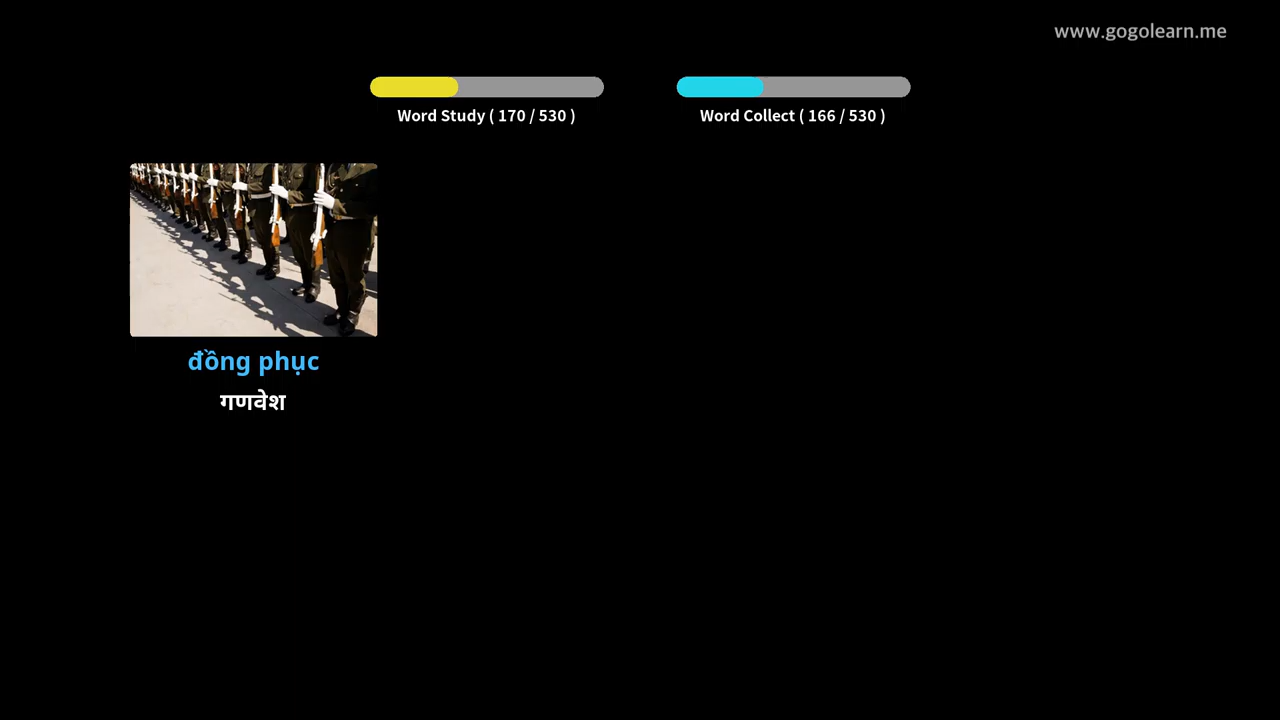 www.gogolearn.me
Word Study ( 170 / 530 )
Word Collect ( 166 / 530 )
đồng phục
गणवेश